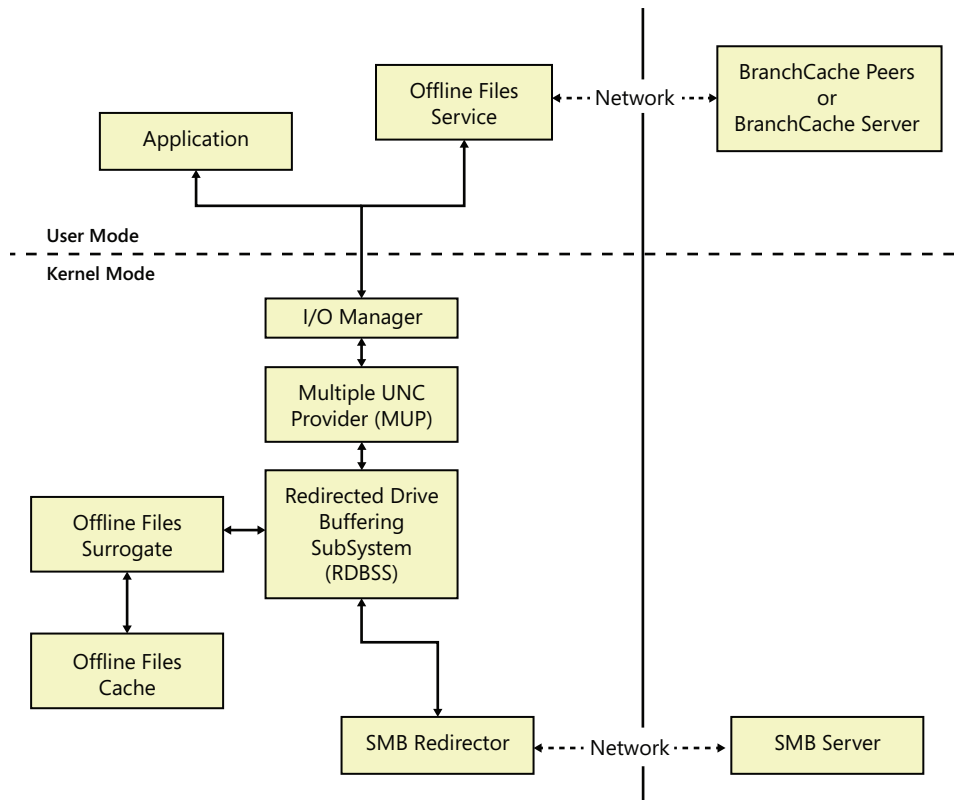 BranchCache Peers
or
BranchCache Server
Offline Files
Service
Network
Application
User Mode
Kernel Mode
I/O Manager
Multiple UNC
Provider (MUP)
Redirected Drive
Buffering
SubSystem
(RDBSS)
Offline Files
Surrogate
Offline Files
Cache
SMB Redirector
Network
SMB Server